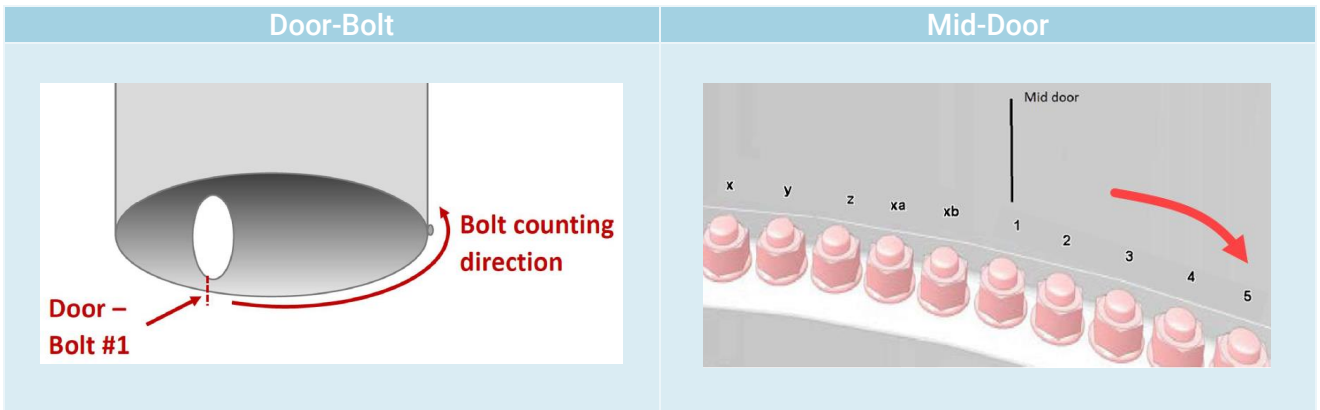 Door-Bolt
Mid-Door
Bolt counting
direction
Door –
Bolt #1
Mid door
x
y
z
xa
xb
1
2
3
4
5